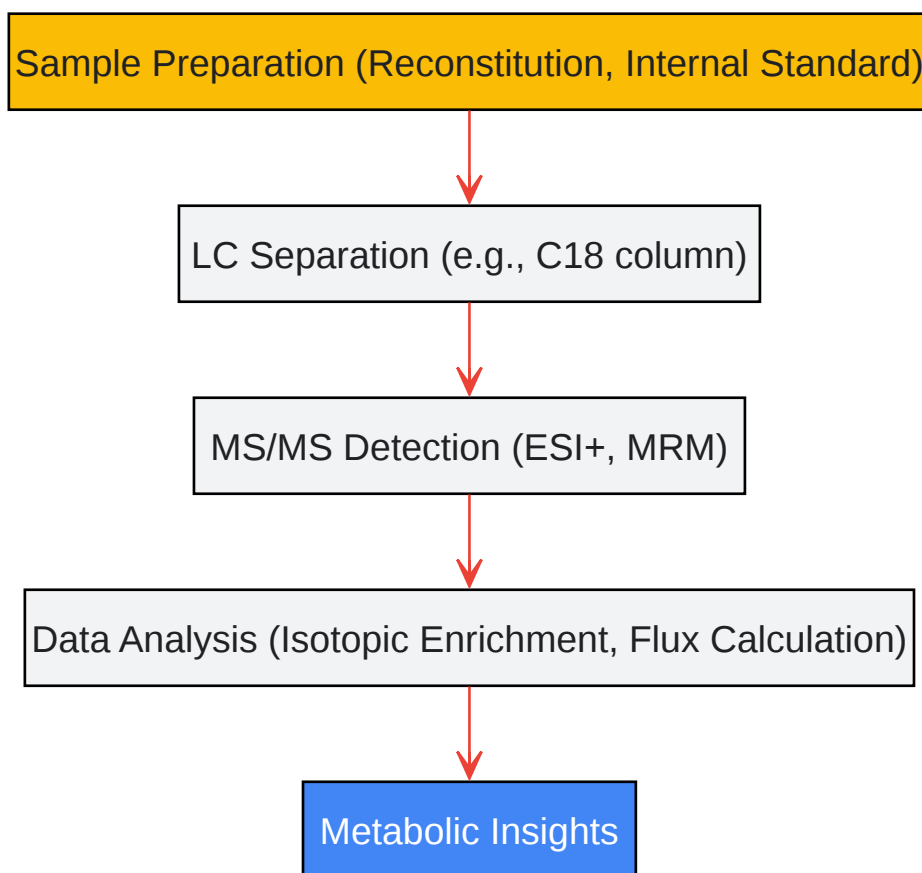 Sample Preparation (Reconstitution, Internal Standard)
LC Separation (e.g., C18 column)
MS/MS Detection (ESI+, MRM)
Data Analysis (Isotopic Enrichment, Flux Calculation)
Metabolic Insights